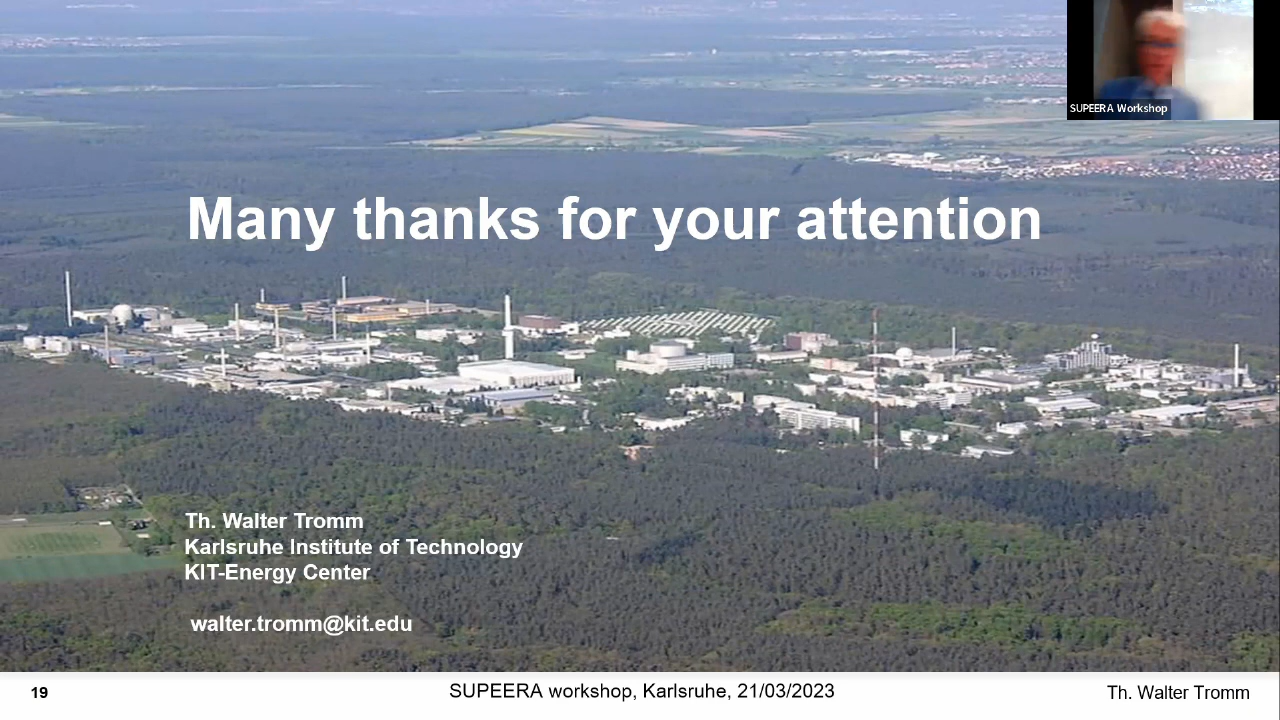 SUPEERA Workshop
Many thanks for your attention
Th. Walter Tromm
Karlsruhe Institute of Technology
KIT-Energy Center
walter.tromm@kit.edu
19
SUPEERA workshop, Karlsruhe, 21/03/2023
Th. Walter Tromm